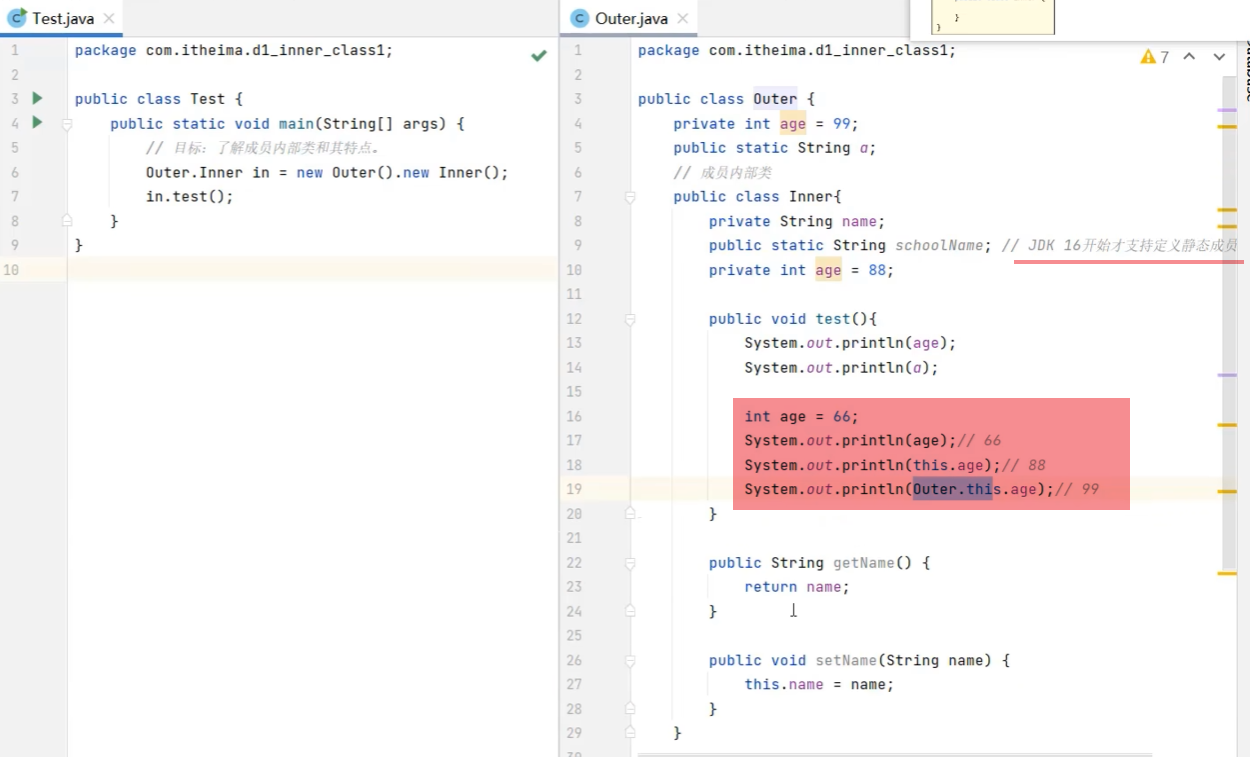 Test.java
1 package com.itheima.d1_inner_class1;
2
3 public class Test {
4 public static void main(String[] args) {
5 // 目标：了解成员内部类和其特点。
6 Outer.Inner in = new Outer().new Inner();
7 in.test();
8 }
9 }
10
Outer.java
}
}
7
1 package com.itheima.d1_inner_class1;
2
3 public class Outer {
4 private int age = 99;
5 public static String a;
6 // 成员内部类
7 public class Inner{
8 private String name;
9 public static String schoolName; // JDK 16开始才支持定义静态成员
10 private int age = 88;
11
12 public void test(){
13 System.out.println(age);
14 System.out.println(a);
15
16 int age = 66;
17 System.out.println(age);// 66
18 System.out.println(this.age);// 88
19 System.out.println(Outer.this.age);// 99
20 }
21
22 public String getName() {
23 return name;
24 }
25
26 public void setName(String name) {
27 this.name = name;
28 }
29 }